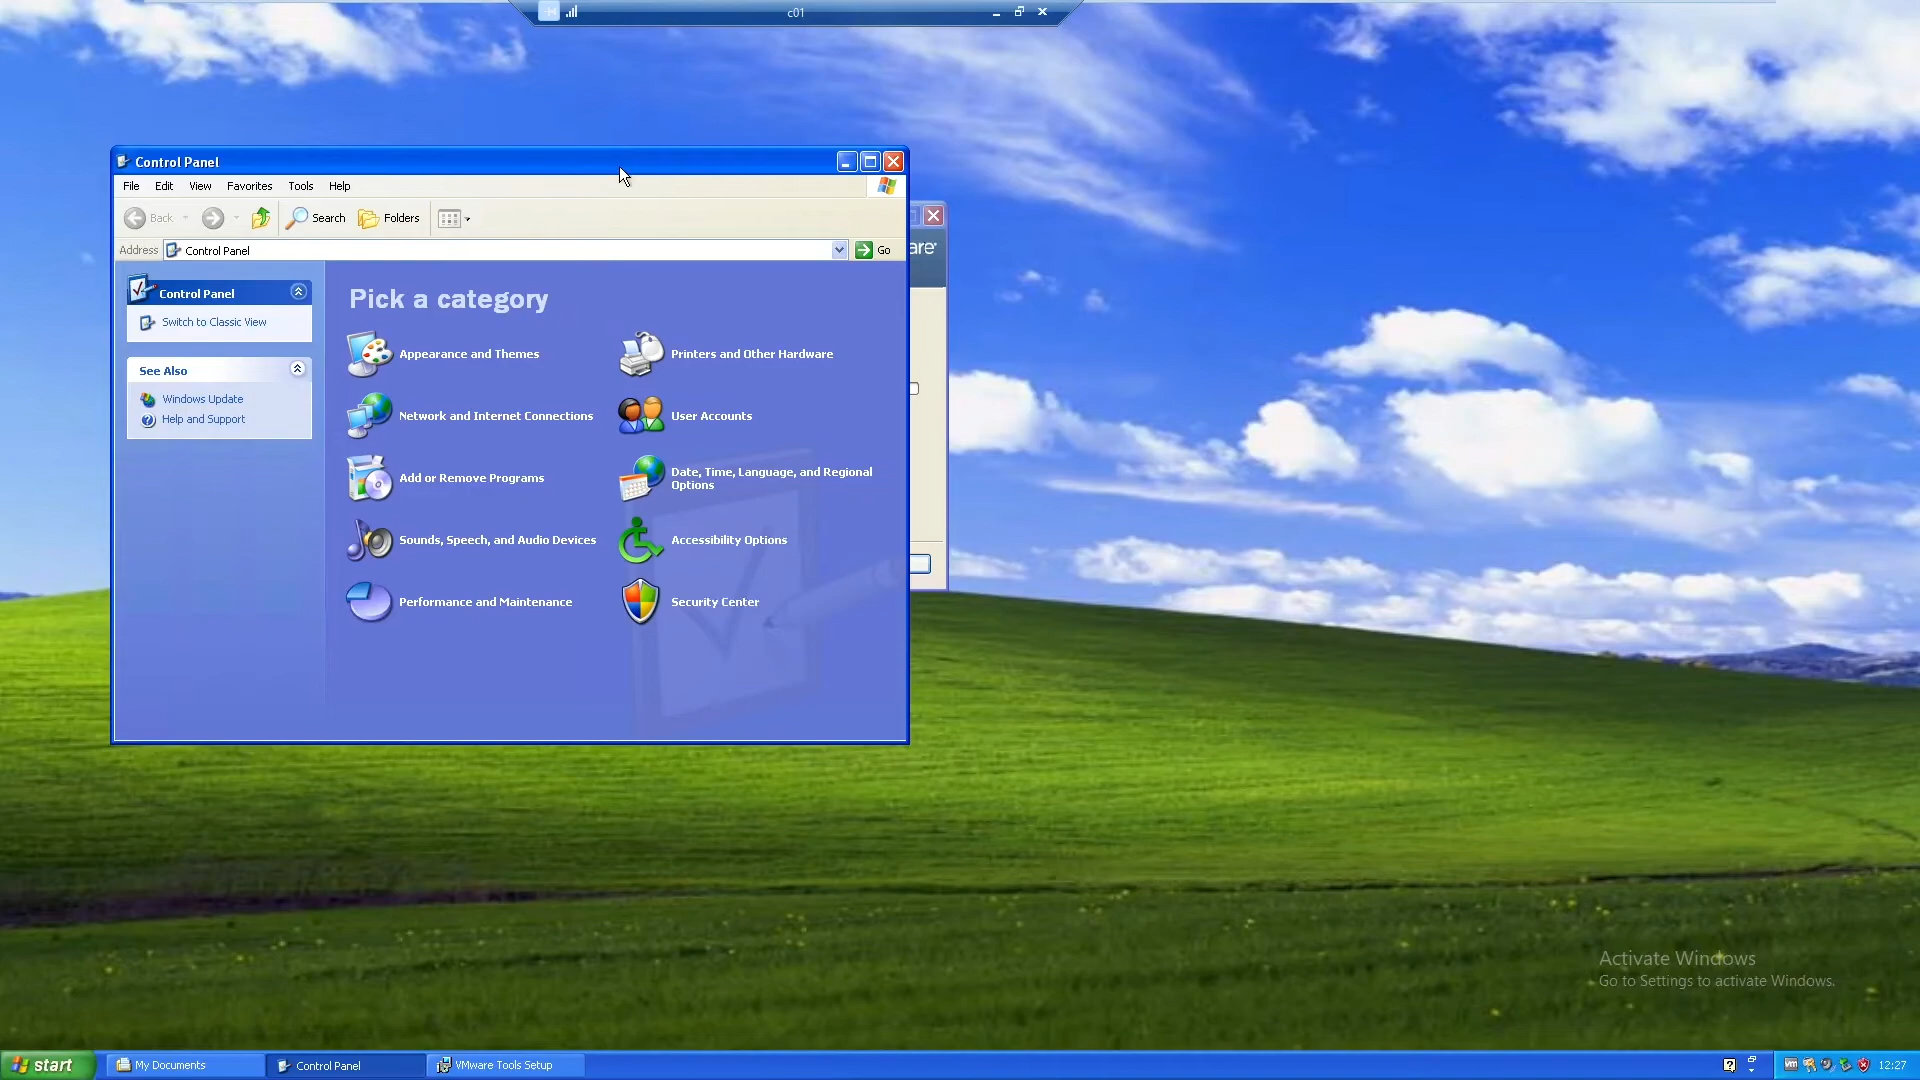 c01
Control Panel
File Edit View Favorites Tools Help
Back Search Folders
Address Control Panel Go
are
Control Panel
Switch to Classic View
See Also
Windows Update
Help and Support
Pick a category
Appearance and Themes
Printers and Other Hardware
Network and Internet Connections
User Accounts
Add or Remove Programs
Date, Time, Language, and Regional
Options
Sounds, Speech, and Audio Devices
Accessibility Options
Performance and Maintenance
Security Center
Activate Windows
Go to Settings to activate Windows.
start My Documents Control Panel VMware Tools Setup 12:27